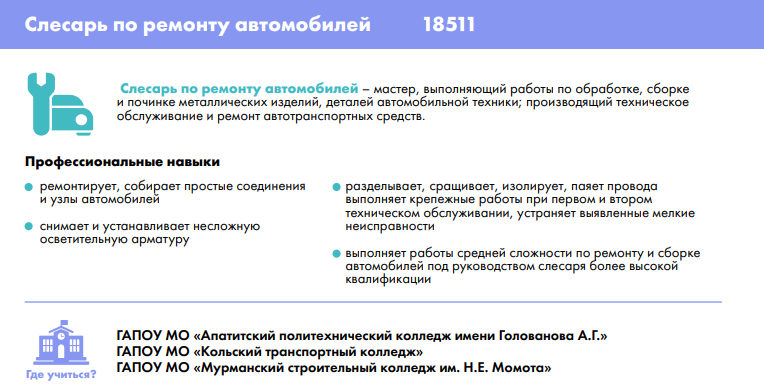 Слесарь по ремонту автомобилей 18511
Слесарь по ремонту автомобилей – мастер, выполняющий работы по обработке, сборке
и починке металлических изделий, деталей автомобильной техники; производящий техническое
обслуживание и ремонт автотранспортных средств.
Профессиональные навыки
ремонтирует, собирает простые соединения
и узлы автомобилей
снимает и устанавливает несложную
осветительную арматуру
разделывает, сращивает, изолирует, паяет провода
выполняет крепежные работы при первом и втором
техническом обслуживании, устраняет выявленные мелкие
неисправности
выполняет работы средней сложности по ремонту и сборке
автомобилей под руководством слесаря более высокой
квалификации
Где учиться?
ГАПОУ МО «Апатитский политехнический колледж имени Голованова А.Г.»
ГАПОУ МО «Кольский транспортный колледж»
ГАПОУ МО «Мурманский строительный колледж им. Н.Е. Момота»